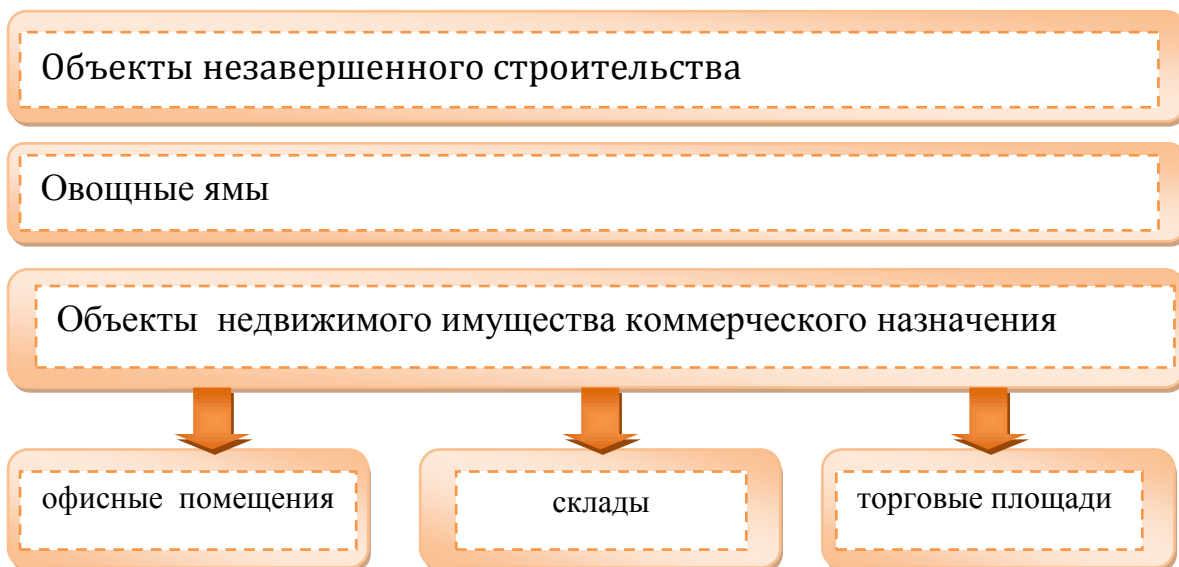 Объекты незавершенного строительства
Овощные ямы
Объекты недвижимого имущества коммерческого назначения
офисные помещения
склады
торговые площади